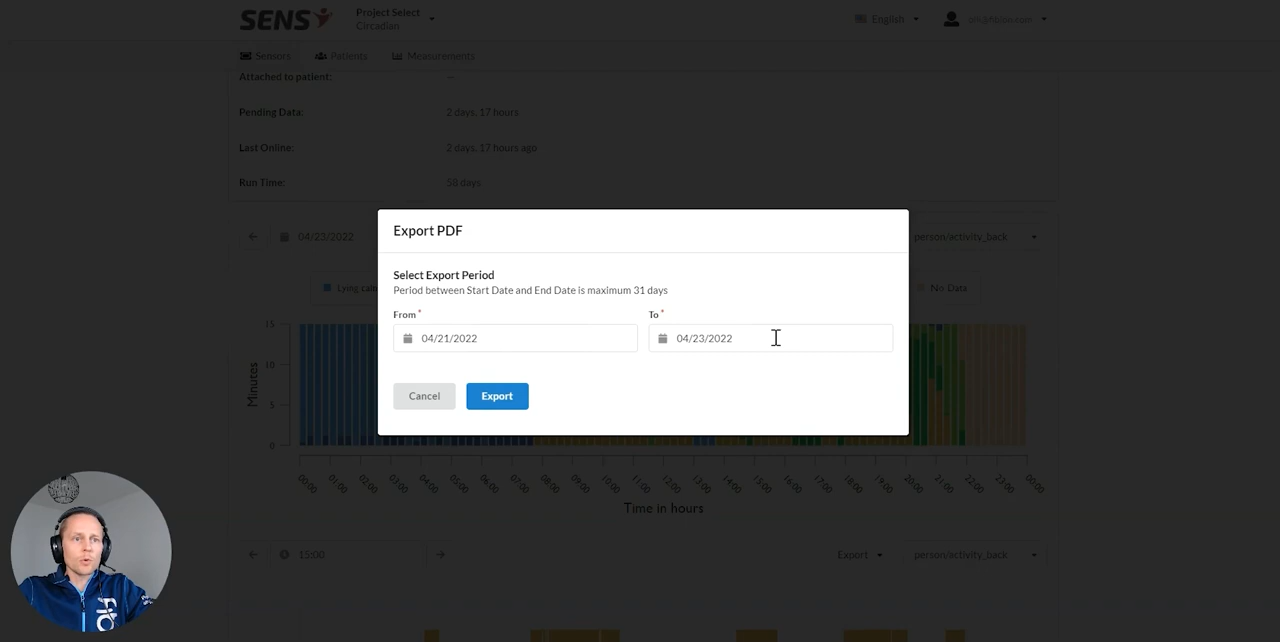 SENS
Project Select
Circadian
English
Sensors
Patients
Measurements
Attached to patient:
--
Pending Data:
2 days, 17 hours
Last Online:
2 days, 17 hours ago
Run Time:
58 days
04/23/2022
person/activity_back
Lying calm
No Data
Export PDF
Select Export Period
Period between Start Date and End Date is maximum 31 days
From *
To *
04/21/2022
04/23/2022
Cancel
Export
Minutes
15
10
5
0
00:00 01:00 02:00 03:00 04:00 05:00 06:00 07:00 08:00 09:00 10:00 11:00 12:00 13:00 14:00 15:00 16:00 17:00 18:00 19:00 20:00 21:00 22:00 23:00 00:00
Time in hours
15:00
Export
person/activity_back